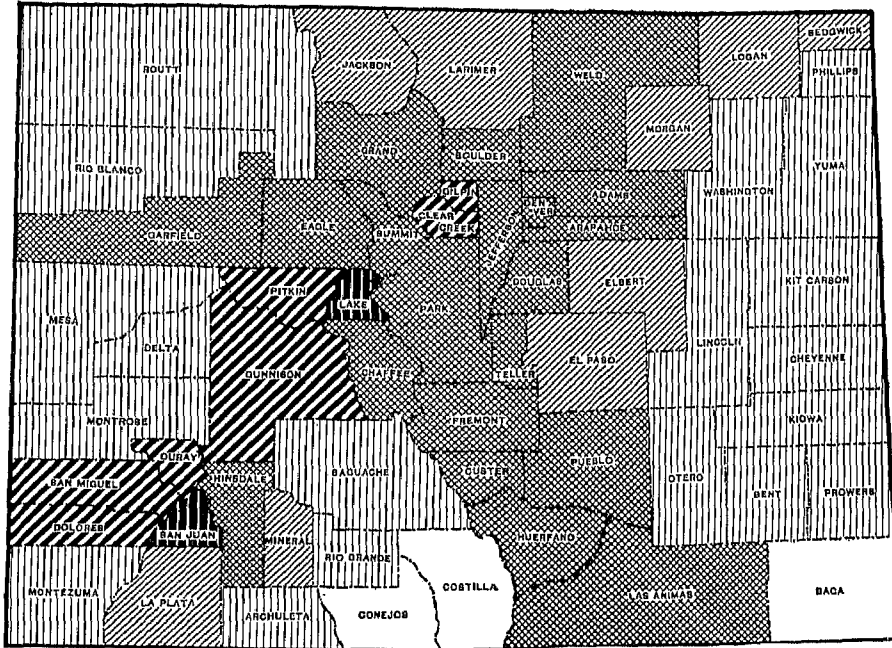 SEDGWICK
LOGAN
PHILLIPS
ROUTT
JACKSON
LARIMER
WELD
MORGAN
YUMA
WASHINGTON
RIO BLANCO
GRAND
BOULDER
GILPIN
CLEAR
CREEK
DEN
VER
ADAMS
ARAPAHOE
JEFFERSON
GARFIELD
EAGLE
SUMMIT
DOUGLAS
ELBERT
KIT CARSON
PITKIN
LAKE
PARK
MESA
DELTA
GUNNISON
CHAFFEE
TELLER
EL PASO
LINCOLN
CHEYENNE
MONTROSE
FREMONT
KIOWA
OURAY
SAN MIGUEL
HINSDALE
SAGUACHE
CUSTER
PUEBLO
OTERO
BENT
PROWERS
DOLORES
SAN JUAN
MINERAL
RIO GRANDE
HUERFANO
MONTEZUMA
LA PLATA
ARCHULETA
CONEJOS
COSTILLA
LAS ANIMAS
BACA